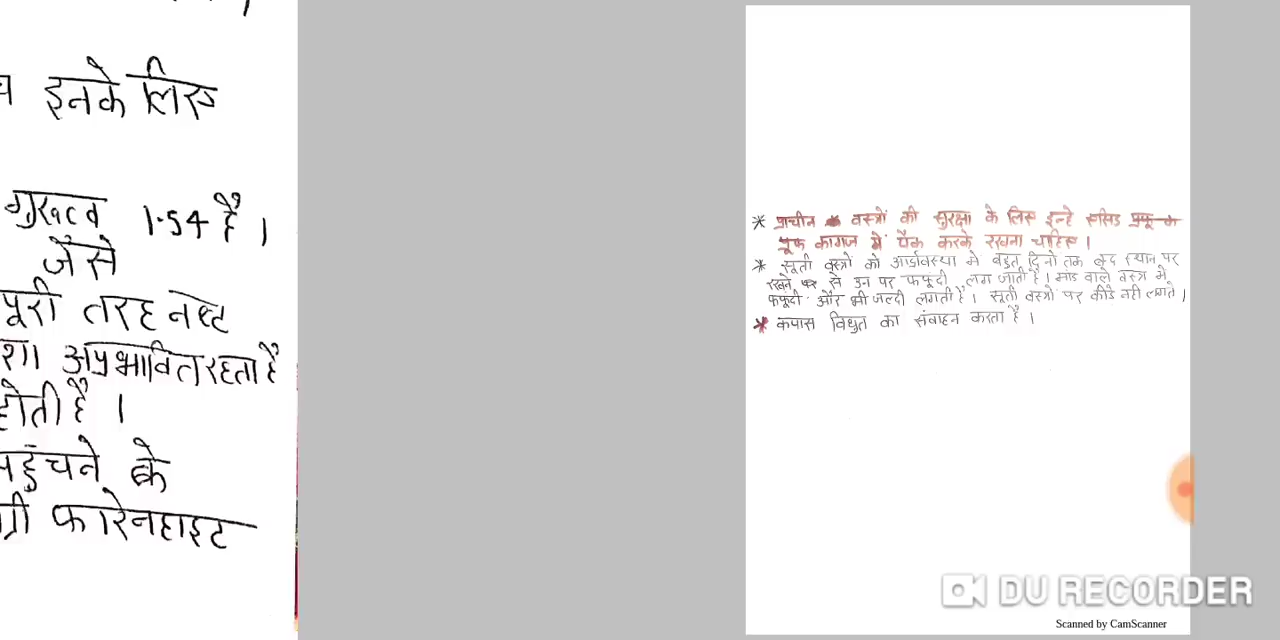 इनके लिए
गुरुत्व 1.54 है ।
जैसे
पूरी तरह नष्ट
अप्रभावित रहता है
होती है ।
पहुंचने के
ग्री फारेनहाइट
* प्राचीन वस्त्रों की सुरक्षा के लिए इन्हे एसिड
प्रूफ कागज में पैक करके रखना चाहिए ।
* सूती वस्त्रों को आर्द्रावस्था मे बहुत दिनो तक बन्द स्थान पर
रखने से उन पर फफूदी लग जाती है । मांड वाले वस्त्र मे
फफूदी और भी जल्दी लगती है । सूती वस्त्रो पर कीडे नही लगते ।
* कपास विधुत का संवाहन करता है ।
DU RECORDER
Scanned by CamScanner